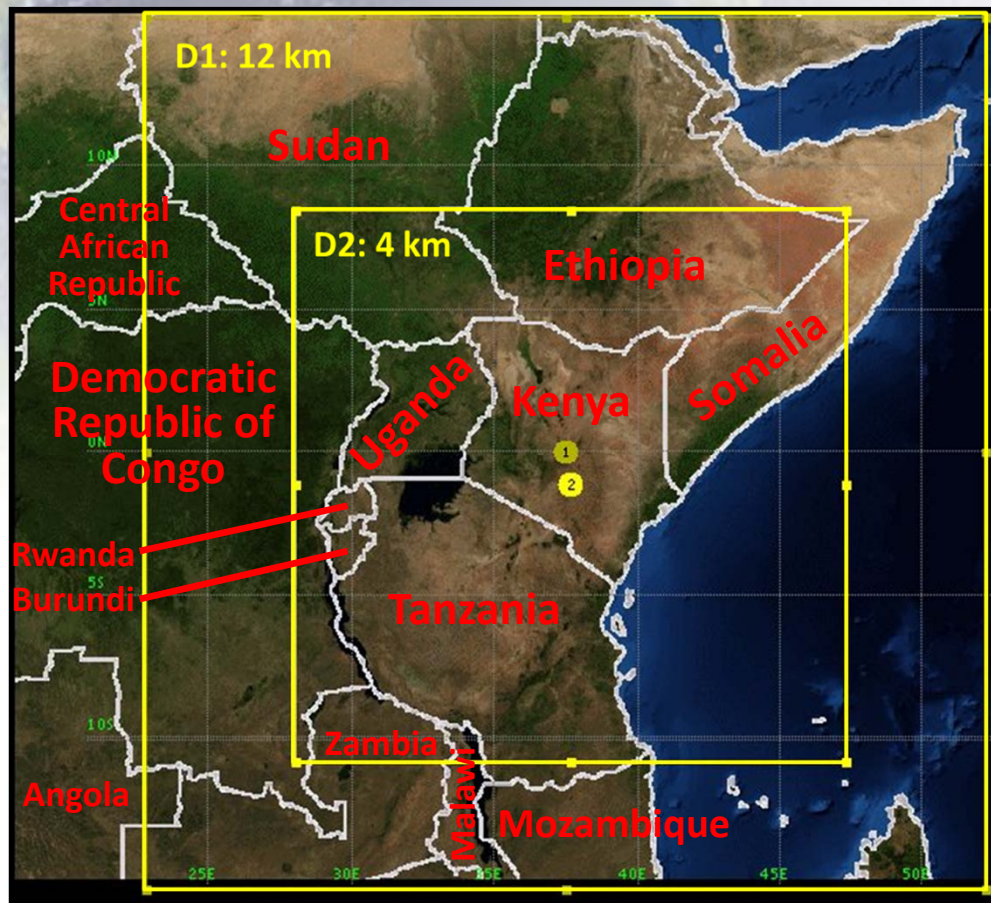 D1: 12 km
Sudan
10N
Central
African
Republic
D2: 4 km
Ethiopia
5N
Somalia
Democratic
Republic of
Congo
Uganda
Kenya
0N
1
2
Rwanda
Burundi
5S
Tanzania
10S
Zambia
Malawi
Angola
Mozambique
25E
30E
35E
40E
45E
50E